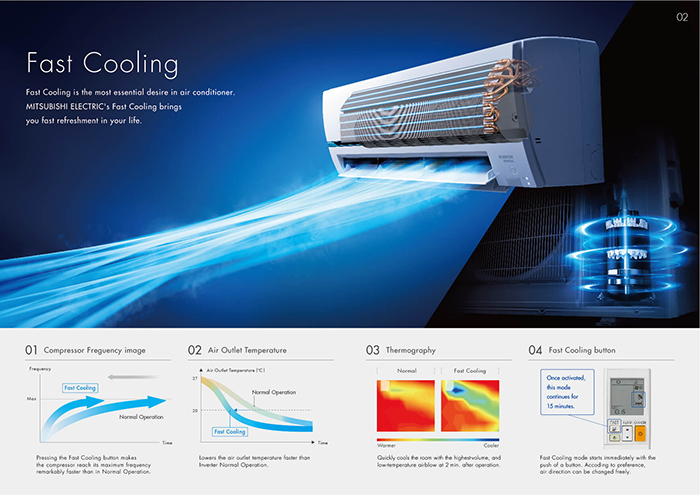 02
Fast Cooling
Fast Cooling is the most essential desire in air conditioner.
MITSUBISHI ELECTRIC's Fast Cooling brings
you fast refreshment in your life.
01 Compressor Freguency image
Freguency
Fast Cooling
Max
Normal Operation
Time
Pressing the Fast Cooling button makes
the compressor reach its maximum frequency
remarkably faster than in Normal Operation.
02 Air Outlet Temperature
Air Outlet Temperature [°C]
27
Normal Operation
20
Fast Cooling
Time
Lowers the air outlet temperature faster than
Inverter Normal Operation.
03 Thermography
Normal
Fast Cooling
Warmer
Cooler
Quickly cools the room with the highest-volume, and
low-temperature airblow at 2 min. after operation.
04 Fast Cooling button
Once activated,
this mode
continues for
15 minutes.
Fast Cooling mode starts immediately with the
push of a button. Accoding to preference,
air direction can be changed freely.